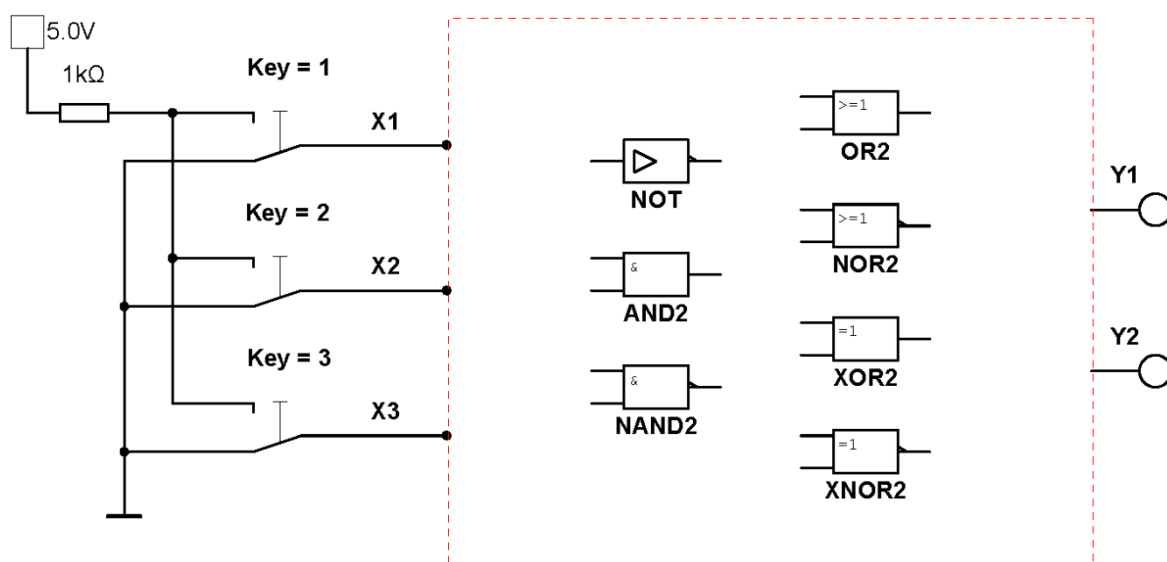 5.0V
1kΩ
Key = 1
X1
Key = 2
X2
Key = 3
X3
NOT
&
AND2
&
NAND2
>=1
OR2
>=1
NOR2
=1
XOR2
=1
XNOR2
Y1
Y2